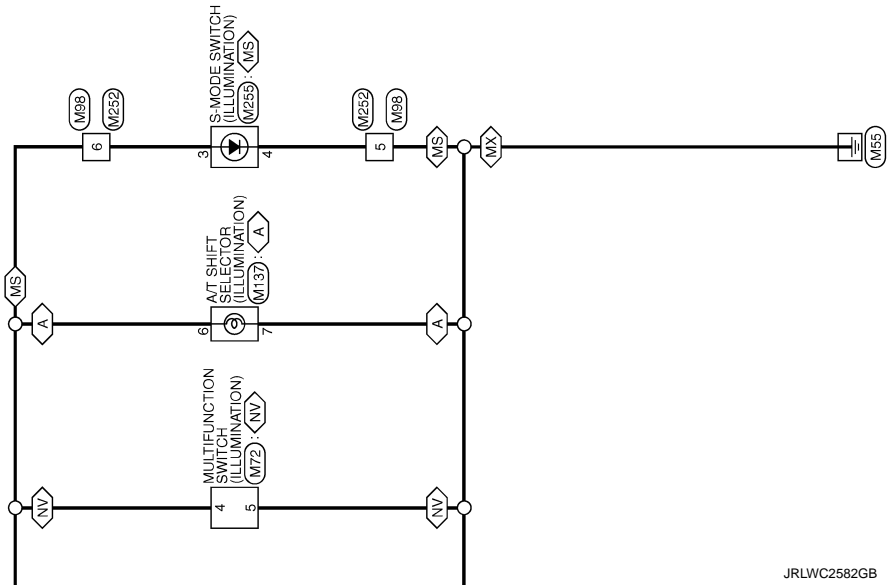 M98
M252
6
S-MODE SWITCH
(ILLUMINATION)
M255 : MS
3
4
M252
M98
5
MS
MX
M55
MS
A
A/T SHIFT
SELECTOR
(ILLUMINATION)
M137 : A
6
7
A
NV
MULTIFUNCTION
SWITCH
(ILLUMINATION)
M72 : NV
4
5
NV
JRLWC2582GB